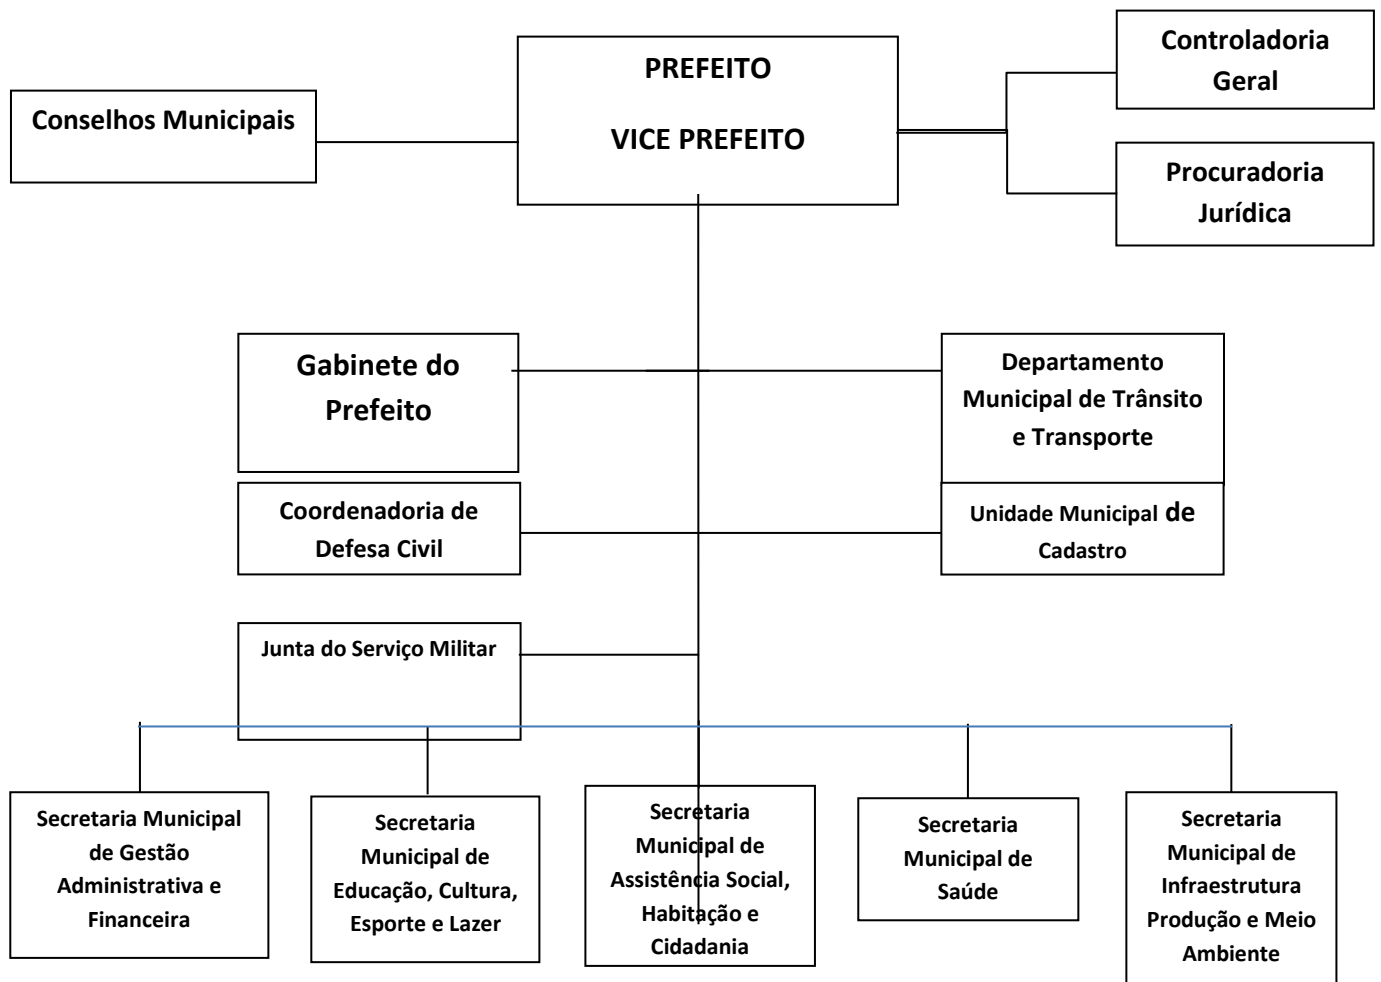 PREFEITO
VICE PREFEITO
Conselhos Municipais
Controladoria
Geral
Procuradoria
Jurídica
Gabinete do
Prefeito
Departamento
Municipal de Trânsito
e Transporte
Coordenadoria de
Defesa Civil
Unidade Municipal de
Cadastro
Junta do Serviço Militar
Secretaria Municipal
de Gestão
Administrativa e
Financeira
Secretaria
Municipal de
Educação, Cultura,
Esporte e Lazer
Secretaria
Municipal de
Assistência Social,
Habitação e
Cidadania
Secretaria
Municipal de
Saúde
Secretaria
Municipal de
Infraestrutura
Produção e Meio
Ambiente